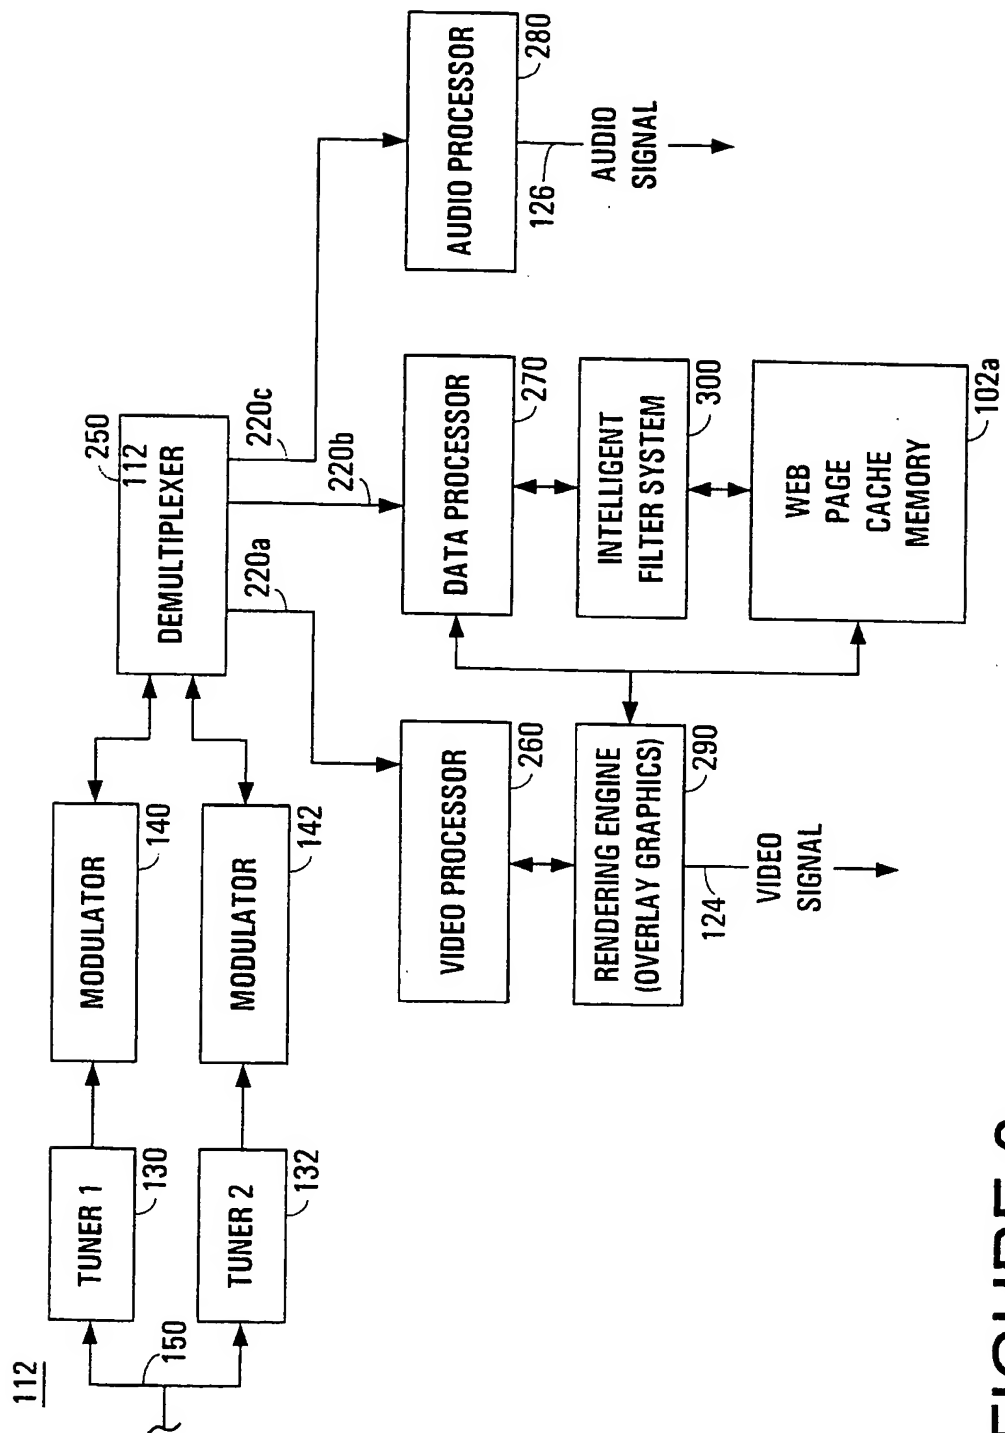 112
150
TUNER 1
130
TUNER 2
132
MODULATOR
140
MODULATOR
142
250
112
DEMULTIPLEXER
220a
220b
220c
VIDEO PROCESSOR
260
DATA PROCESSOR
270
AUDIO PROCESSOR
280
RENDERING ENGINE
(OVERLAY GRAPHICS)
290
INTELLIGENT
FILTER SYSTEM
300
126
AUDIO
SIGNAL
124
VIDEO
SIGNAL
WEB
PAGE
CACHE
MEMORY
102a
FIGURE